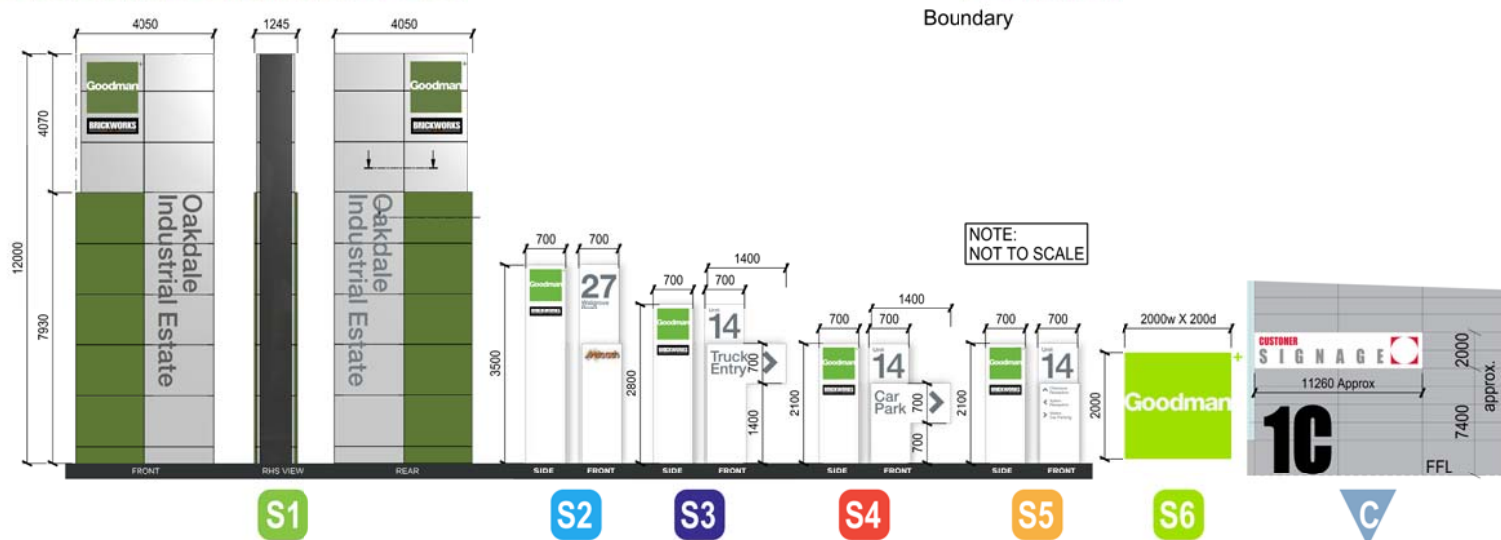 Boundary
4050
1245
4050
12000
4070
7930
Goodman
BRICKWORKS
Oakdale
Industrial Estate
Goodman
BRICKWORKS
Oakdale
Industrial Estate
FRONT
RHS VIEW
REAR
S1
700
700
3500
Goodman
27
SIDE
FRONT
S2
1400
700
700
2800
Goodman
BRICKWORKS
Unit
14
Truck
Entry
700
1400
SIDE
FRONT
S3
1400
700
700
2100
Goodman
Unit
14
Car
Park
700
700
SIDE
FRONT
S4
NOTE:
NOT TO SCALE
700
700
2100
Goodman
Unit
14
SIDE
FRONT
S5
2000w X 200d
2000
Goodman
S6
CUSTOMER
SIGNAGE
2000
approx.
11260 Approx
7400
1C
FFL
C